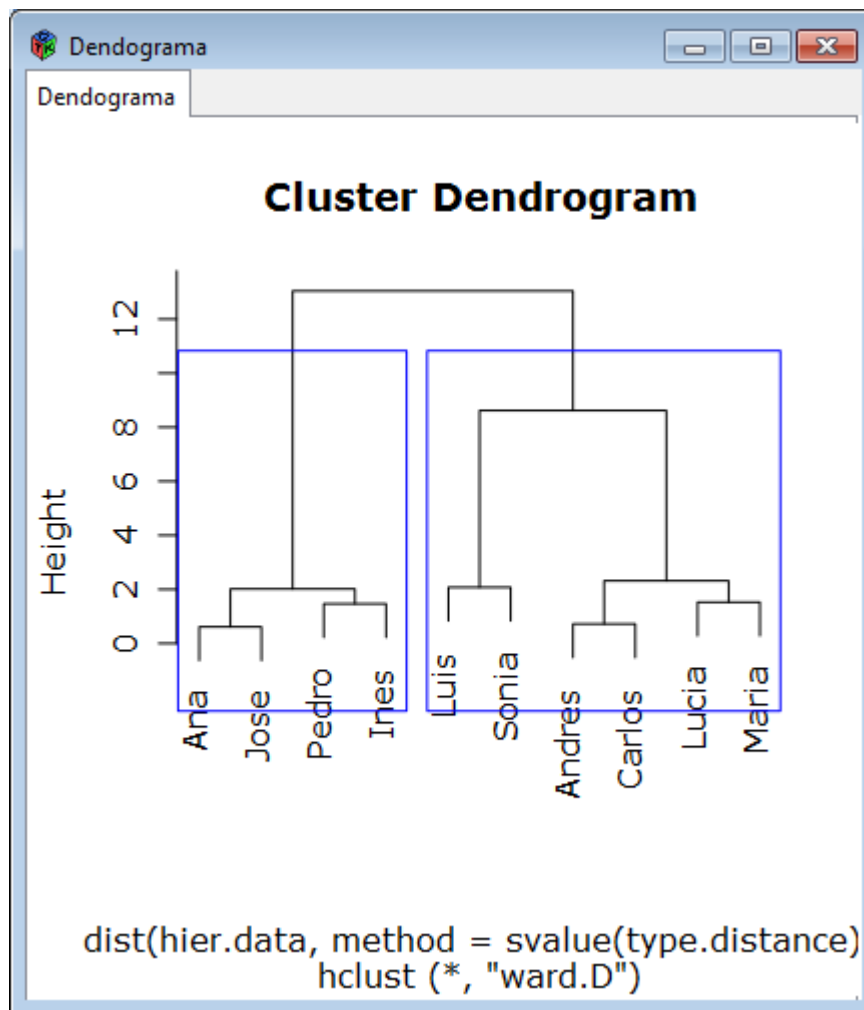 Dendograma
Dendograma
Cluster Dendrogram
Height
12
8
6
4
2
0
Ana
Jose
Pedro
Ines
Luis
Sonia
Andres
Carlos
Lucia
Maria
dist(hier.data, method = svalue(type.distance)
hclust (*, "ward.D")